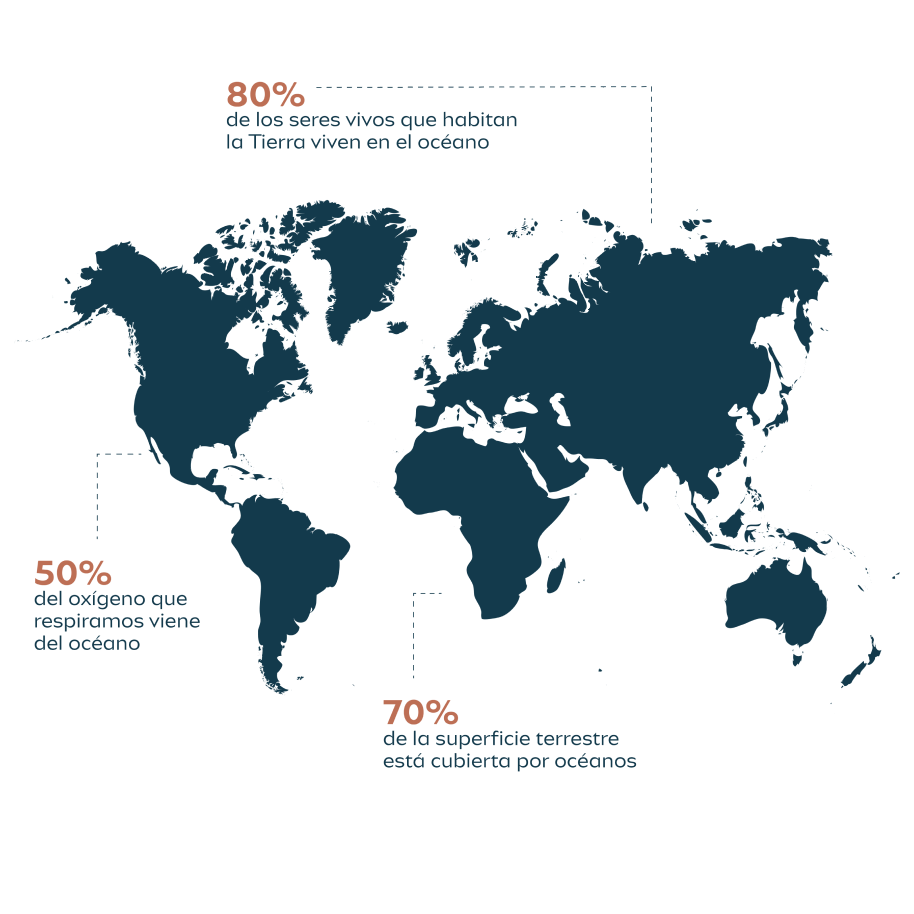 80%
de los seres vivos que habitan
la Tierra viven en el océano
50%
del oxígeno que
respiramos viene
del océano
70%
de la superficie terrestre
está cubierta por océanos